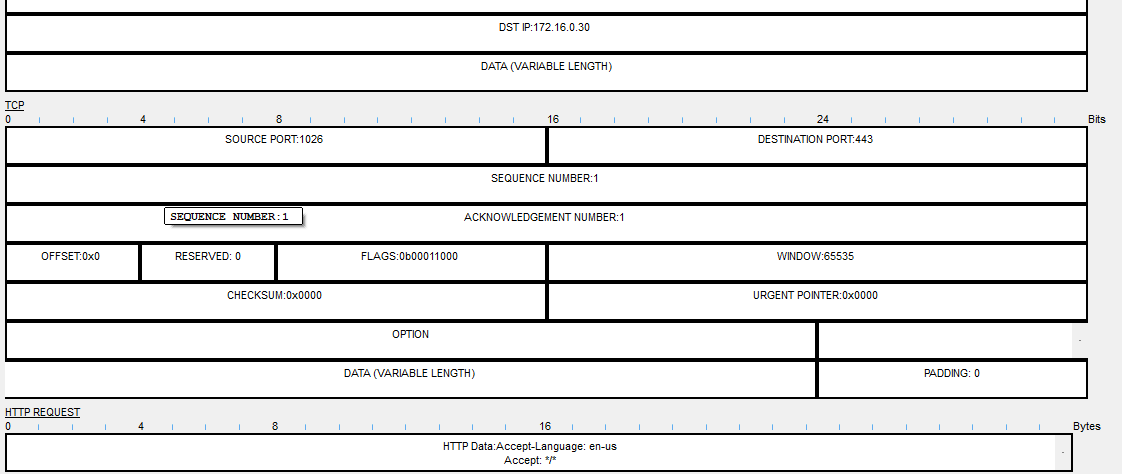 DST IP:172.16.0.30
DATA (VARIABLE LENGTH)
TCP
0 4 8 16 24 Bits
SOURCE PORT:1026 DESTINATION PORT:443
SEQUENCE NUMBER:1
SEQUENCE NUMBER:1 ACKNOWLEDGEMENT NUMBER:1
OFFSET:0x0 RESERVED: 0 FLAGS:0b00011000 WINDOW:65535
CHECKSUM:0x0000 URGENT POINTER:0x0000
OPTION
DATA (VARIABLE LENGTH) PADDING: 0
HTTP REQUEST
0 4 8 16 Bytes
HTTP Data:Accept-Language: en-us
Accept: */*